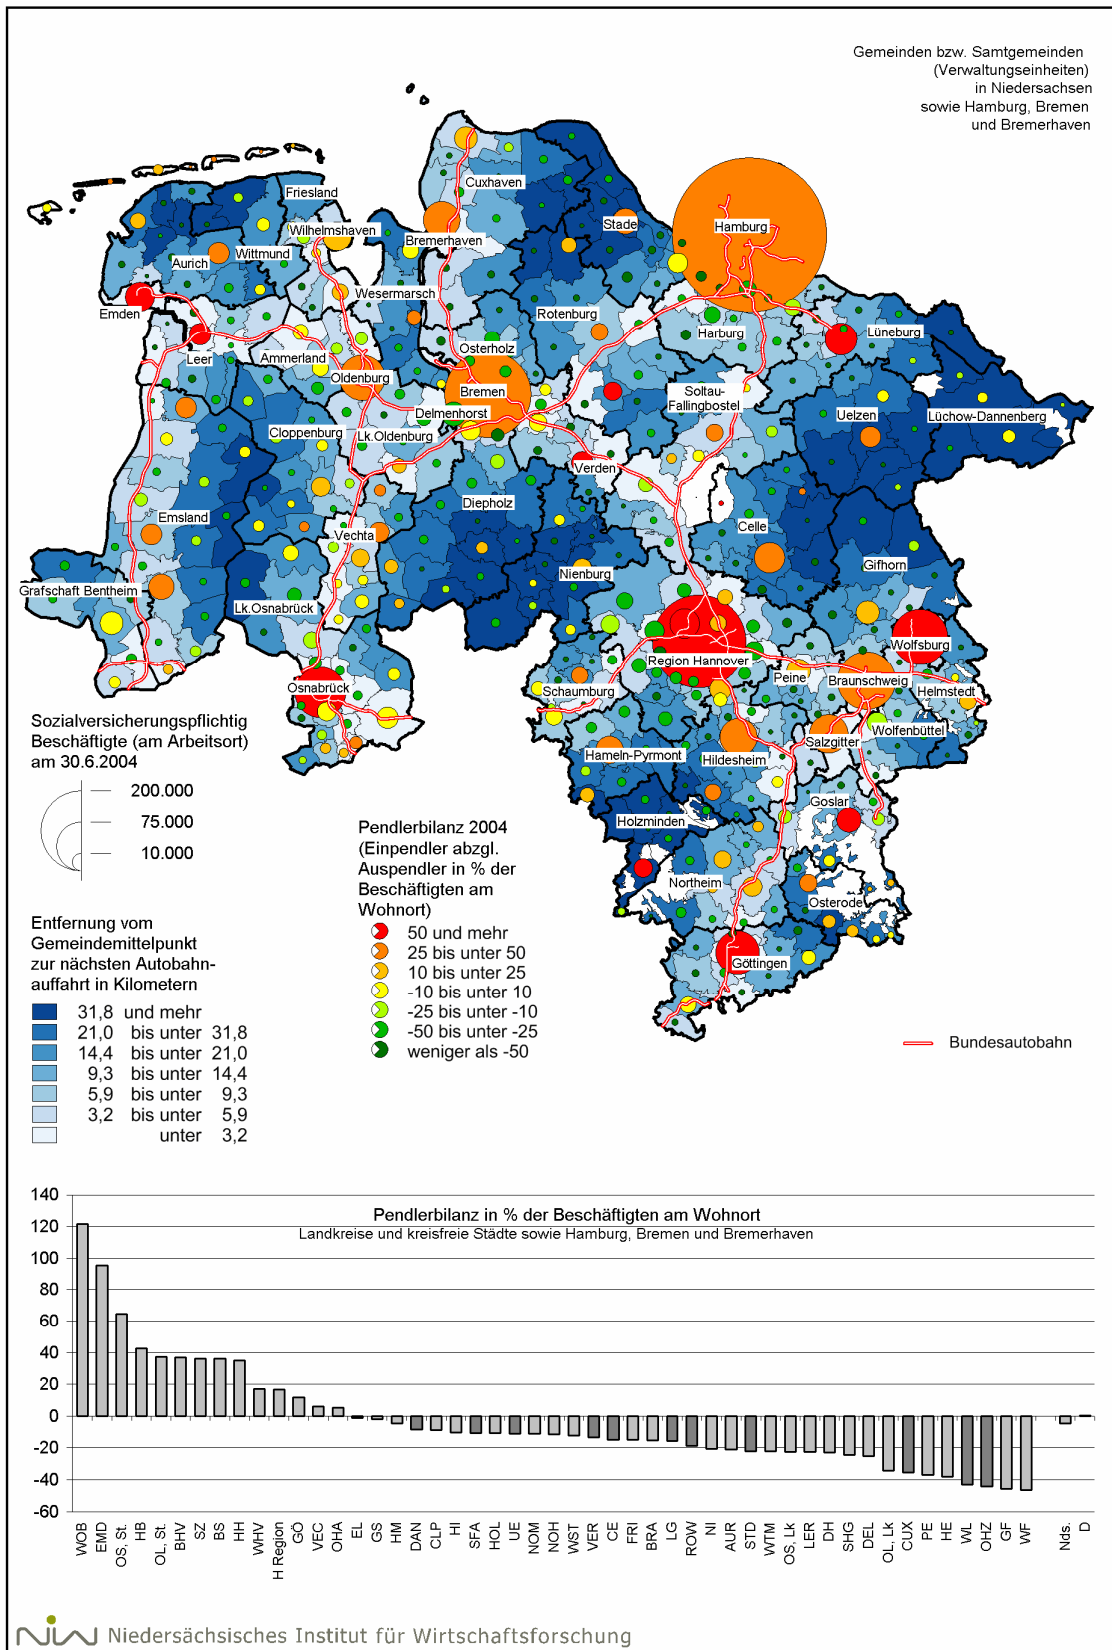 Gemeinden bzw. Samtgemeinden
(Verwaltungseinheiten)
in Niedersachsen
sowie Hamburg, Bremen
und Bremerhaven
Cuxhaven
Friesland
Stade
Hamburg
Wilhelmshaven
Bremerhaven
Wittmund
Aurich
Wesermarsch
Emden
Rotenburg
Harburg
Lüneburg
Leer
Ammerland
Osterholz
Oldenburg
Bremen
Soltau-
Fallingbostel
Uelzen
Lüchow-Dannenberg
Delmenhorst
Cloppenburg
Lk.Oldenburg
Verden
Diepholz
Emsland
Vechta
Celle
Gifhorn
Nienburg
Grafschaft Bentheim
Lk.Osnabrück
Wolfsburg
Region Hannover
Peine
Braunschweig
Osnabrück
Schaumburg
Helmstedt
Wolfenbüttel
Salzgitter
Hameln-Pyrmont
Hildesheim
Goslar
Holzminden
Northeim
Osterode
Göttingen
Sozialversicherungspflichtig
Beschäftigte (am Arbeitsort)
am 30.6.2004
200.000
75.000
10.000
Pendlerbilanz 2004
(Einpendler abzgl.
Auspendler in % der
Beschäftigten am
Wohnort)
50 und mehr
25 bis unter 50
10 bis unter 25
-10 bis unter 10
-25 bis unter -10
-50 bis unter -25
weniger als -50
Entfernung vom
Gemeindemittelpunkt
zur nächsten Autobahn-
auffahrt in Kilometern
31,8 und mehr
21,0 bis unter 31,8
14,4 bis unter 21,0
9,3 bis unter 14,4
5,9 bis unter 9,3
3,2 bis unter 5,9
unter 3,2
Bundesautobahn
Pendlerbilanz in % der Beschäftigten am Wohnort
Landkreise und kreisfreie Städte sowie Hamburg, Bremen und Bremerhaven
140
120
100
80
60
40
20
0
-20
-40
-60
WOB
EMD
OS, St.
HB
OL, St.
BHV
SZ
BS
HH
WHV
H Region
GÖ
VEC
OHA
EL
GS
HM
DAN
CLP
HI
SFA
HOL
UE
NOM
NOH
WST
VER
CE
FRI
BRA
LG
ROW
NI
AUR
STD
WTM
OS, Lk
LER
DH
SHG
DEL
OL, Lk
CUX
PE
HE
WL
OHZ
GF
WF
Nds.
D
NIW Niedersächsisches Institut für Wirtschaftsforschung